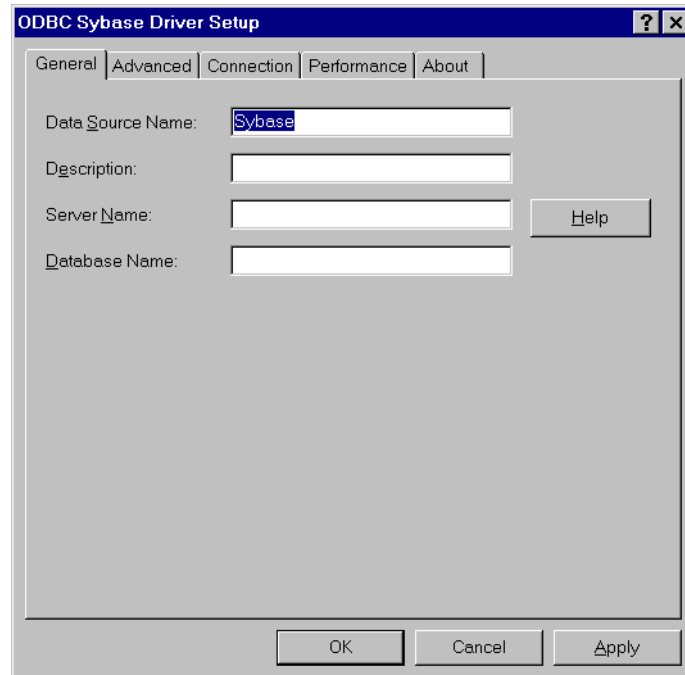 ODBC Sybase Driver Setup
? ×
General Advanced Connection Performance About
Data Source Name: Sybase
Description:
Server Name:
Help
Database Name:
OK Cancel Apply